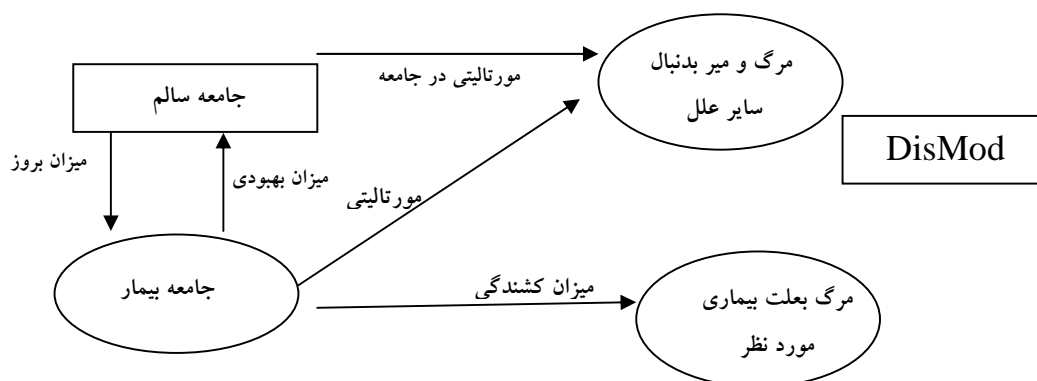 مرگ و میر بدنبال
سایر علل
مورتالیتی در جامعه
جامعه سالم
DisMod
میزان بروز
میزان بهبودی
مورتالیتی
جامعه بیمار
میزان کشندگی
مرگ بعلت بیماری
مورد نظر